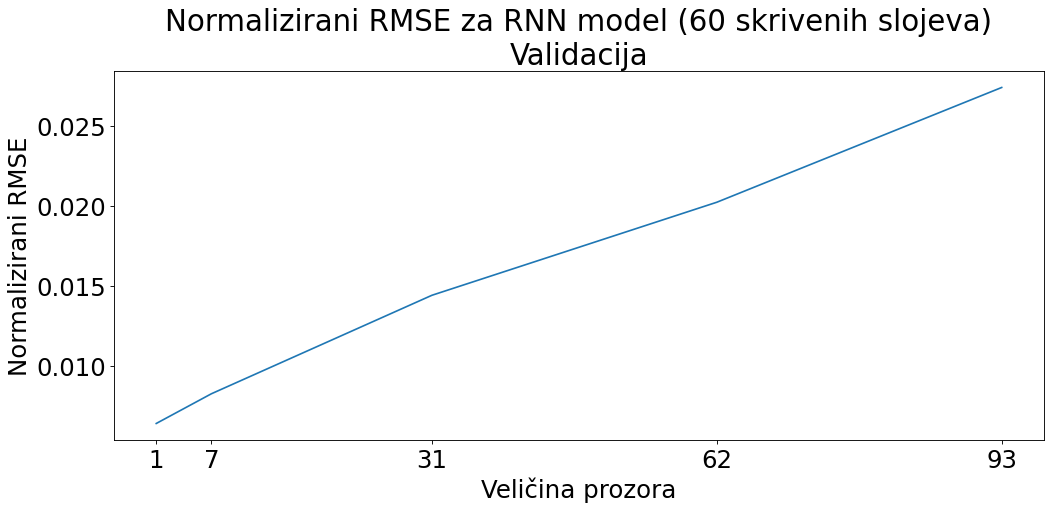 Normalizirani RMSE za RNN model (60 skrivenih slojeva)
Validacija
Normalizirani RMSE
0.025
0.020
0.015
0.010
1 7 31 62 93
Veličina prozora